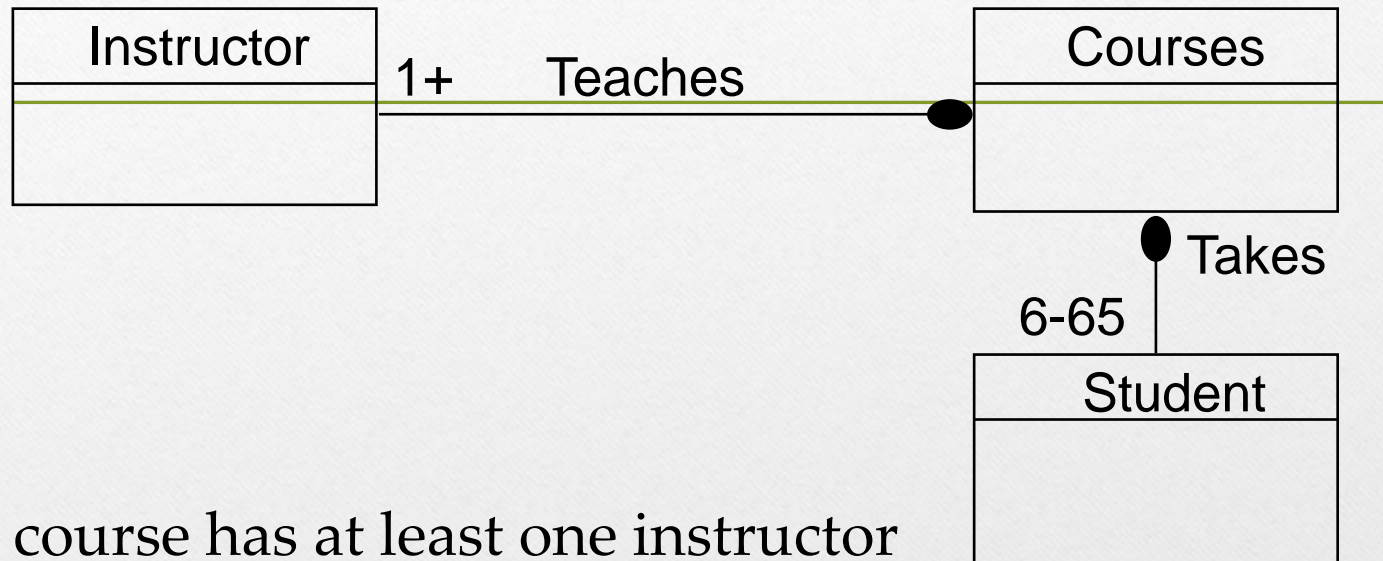 Instructor
1+ Teaches
Courses
Takes
6-65
Student
course has at least one instructor